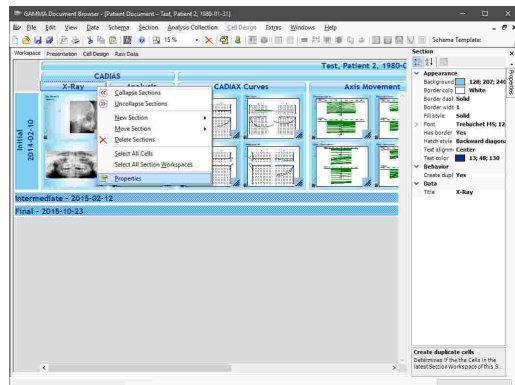 GAMMA Document Browser - [Patient Document - Test, Patient 2, 1980-01-31]
File Edit View Data Schema Section Analysis Collection Cell Design Extras Windows Help
15 % Schema Template:
Workspace Presentation Cell Design Raw Data
Test, Patient 2, 1980-0
CADIAS
X-Ray Analysis CADIAX Curves Axis Movement
Initial
2014-02-10
Collapse Sections
Uncollapse Sections
New Section
Move Section
Delete Sections
Select All Cells
Select All Section Workspaces
Properties
Intermediate - 2015-02-12
Final - 2015-10-23
Section
Properties
Appearance
Background 128; 207; 240
Border colo White
Border dash Solid
Border width 1
Fill style Solid
Font Trebuchet MS; 12
Has border Yes
Hatch style Backward diagon
Text alignm Center
Text color 13; 48; 130
Behavior
Create dupl Yes
Data
Title X-Ray
Create duplicate cells
Determines if the the Cells in the
latest Section Workspace of this S...